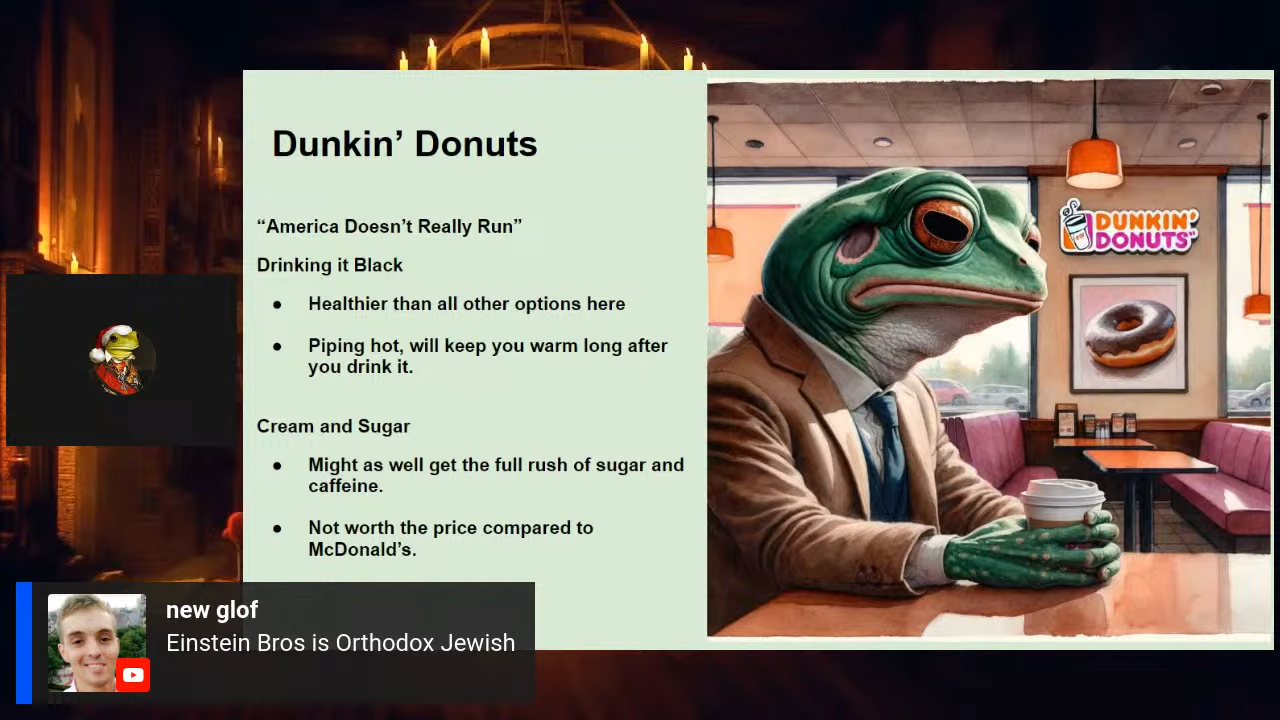 Dunkin’ Donuts
“America Doesn’t Really Run”
Drinking it Black
● Healthier than all other options here
● Piping hot, will keep you warm long after
you drink it.
Cream and Sugar
● Might as well get the full rush of sugar and
caffeine.
● Not worth the price compared to
McDonald’s.
DUNKIN’
DONUTS
new glof
Einstein Bros is Orthodox Jewish